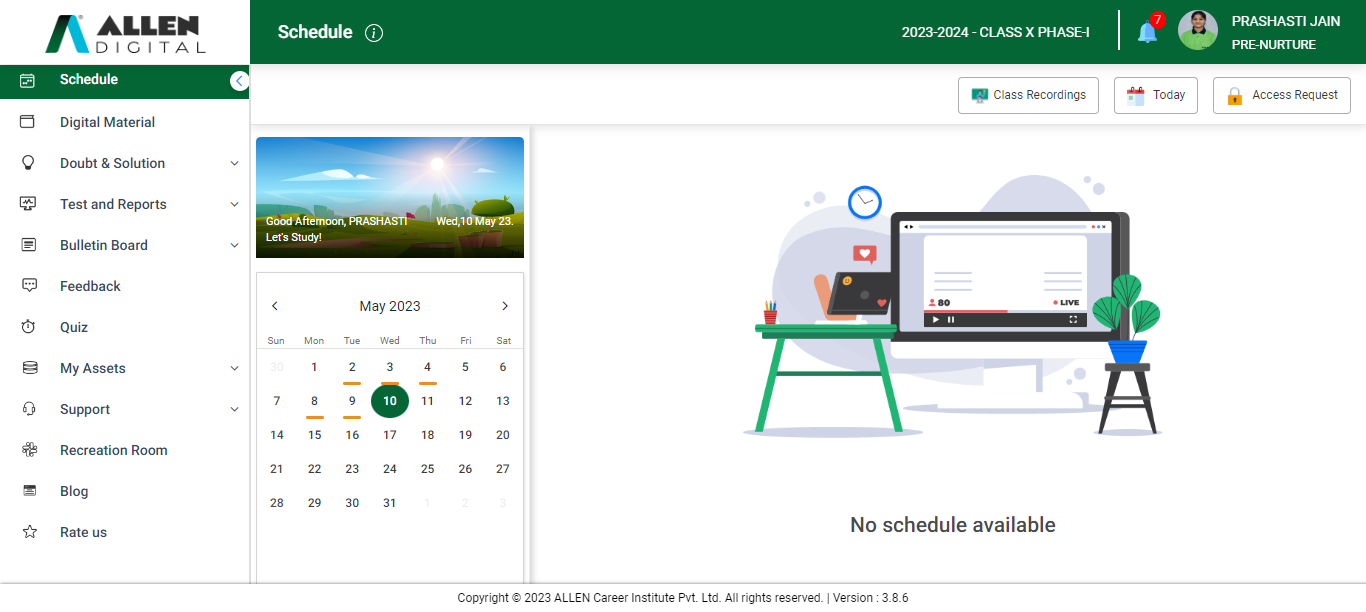 ALLEN
DIGITAL
Schedule
2023-2024 - CLASS X PHASE-I
7
PRASHASTI JAIN
PRE-NURTURE
Schedule
Digital Material
Doubt & Solution
Test and Reports
Bulletin Board
Feedback
Quiz
My Assets
Support
Recreation Room
Blog
Rate us
Class Recordings
Today
Access Request
Good Afternoon, PRASHASTI
Wed,10 May 23.
Let's Study!
May 2023
Sun Mon Tue Wed Thu Fri Sat
30 1 2 3 4 5 6
7 8 9 10 11 12 13
14 15 16 17 18 19 20
21 22 23 24 25 26 27
28 29 30 31 1 2 3
80
LIVE
No schedule available
Copyright © 2023 ALLEN Career Institute Pvt. Ltd. All rights reserved. | Version : 3.8.6